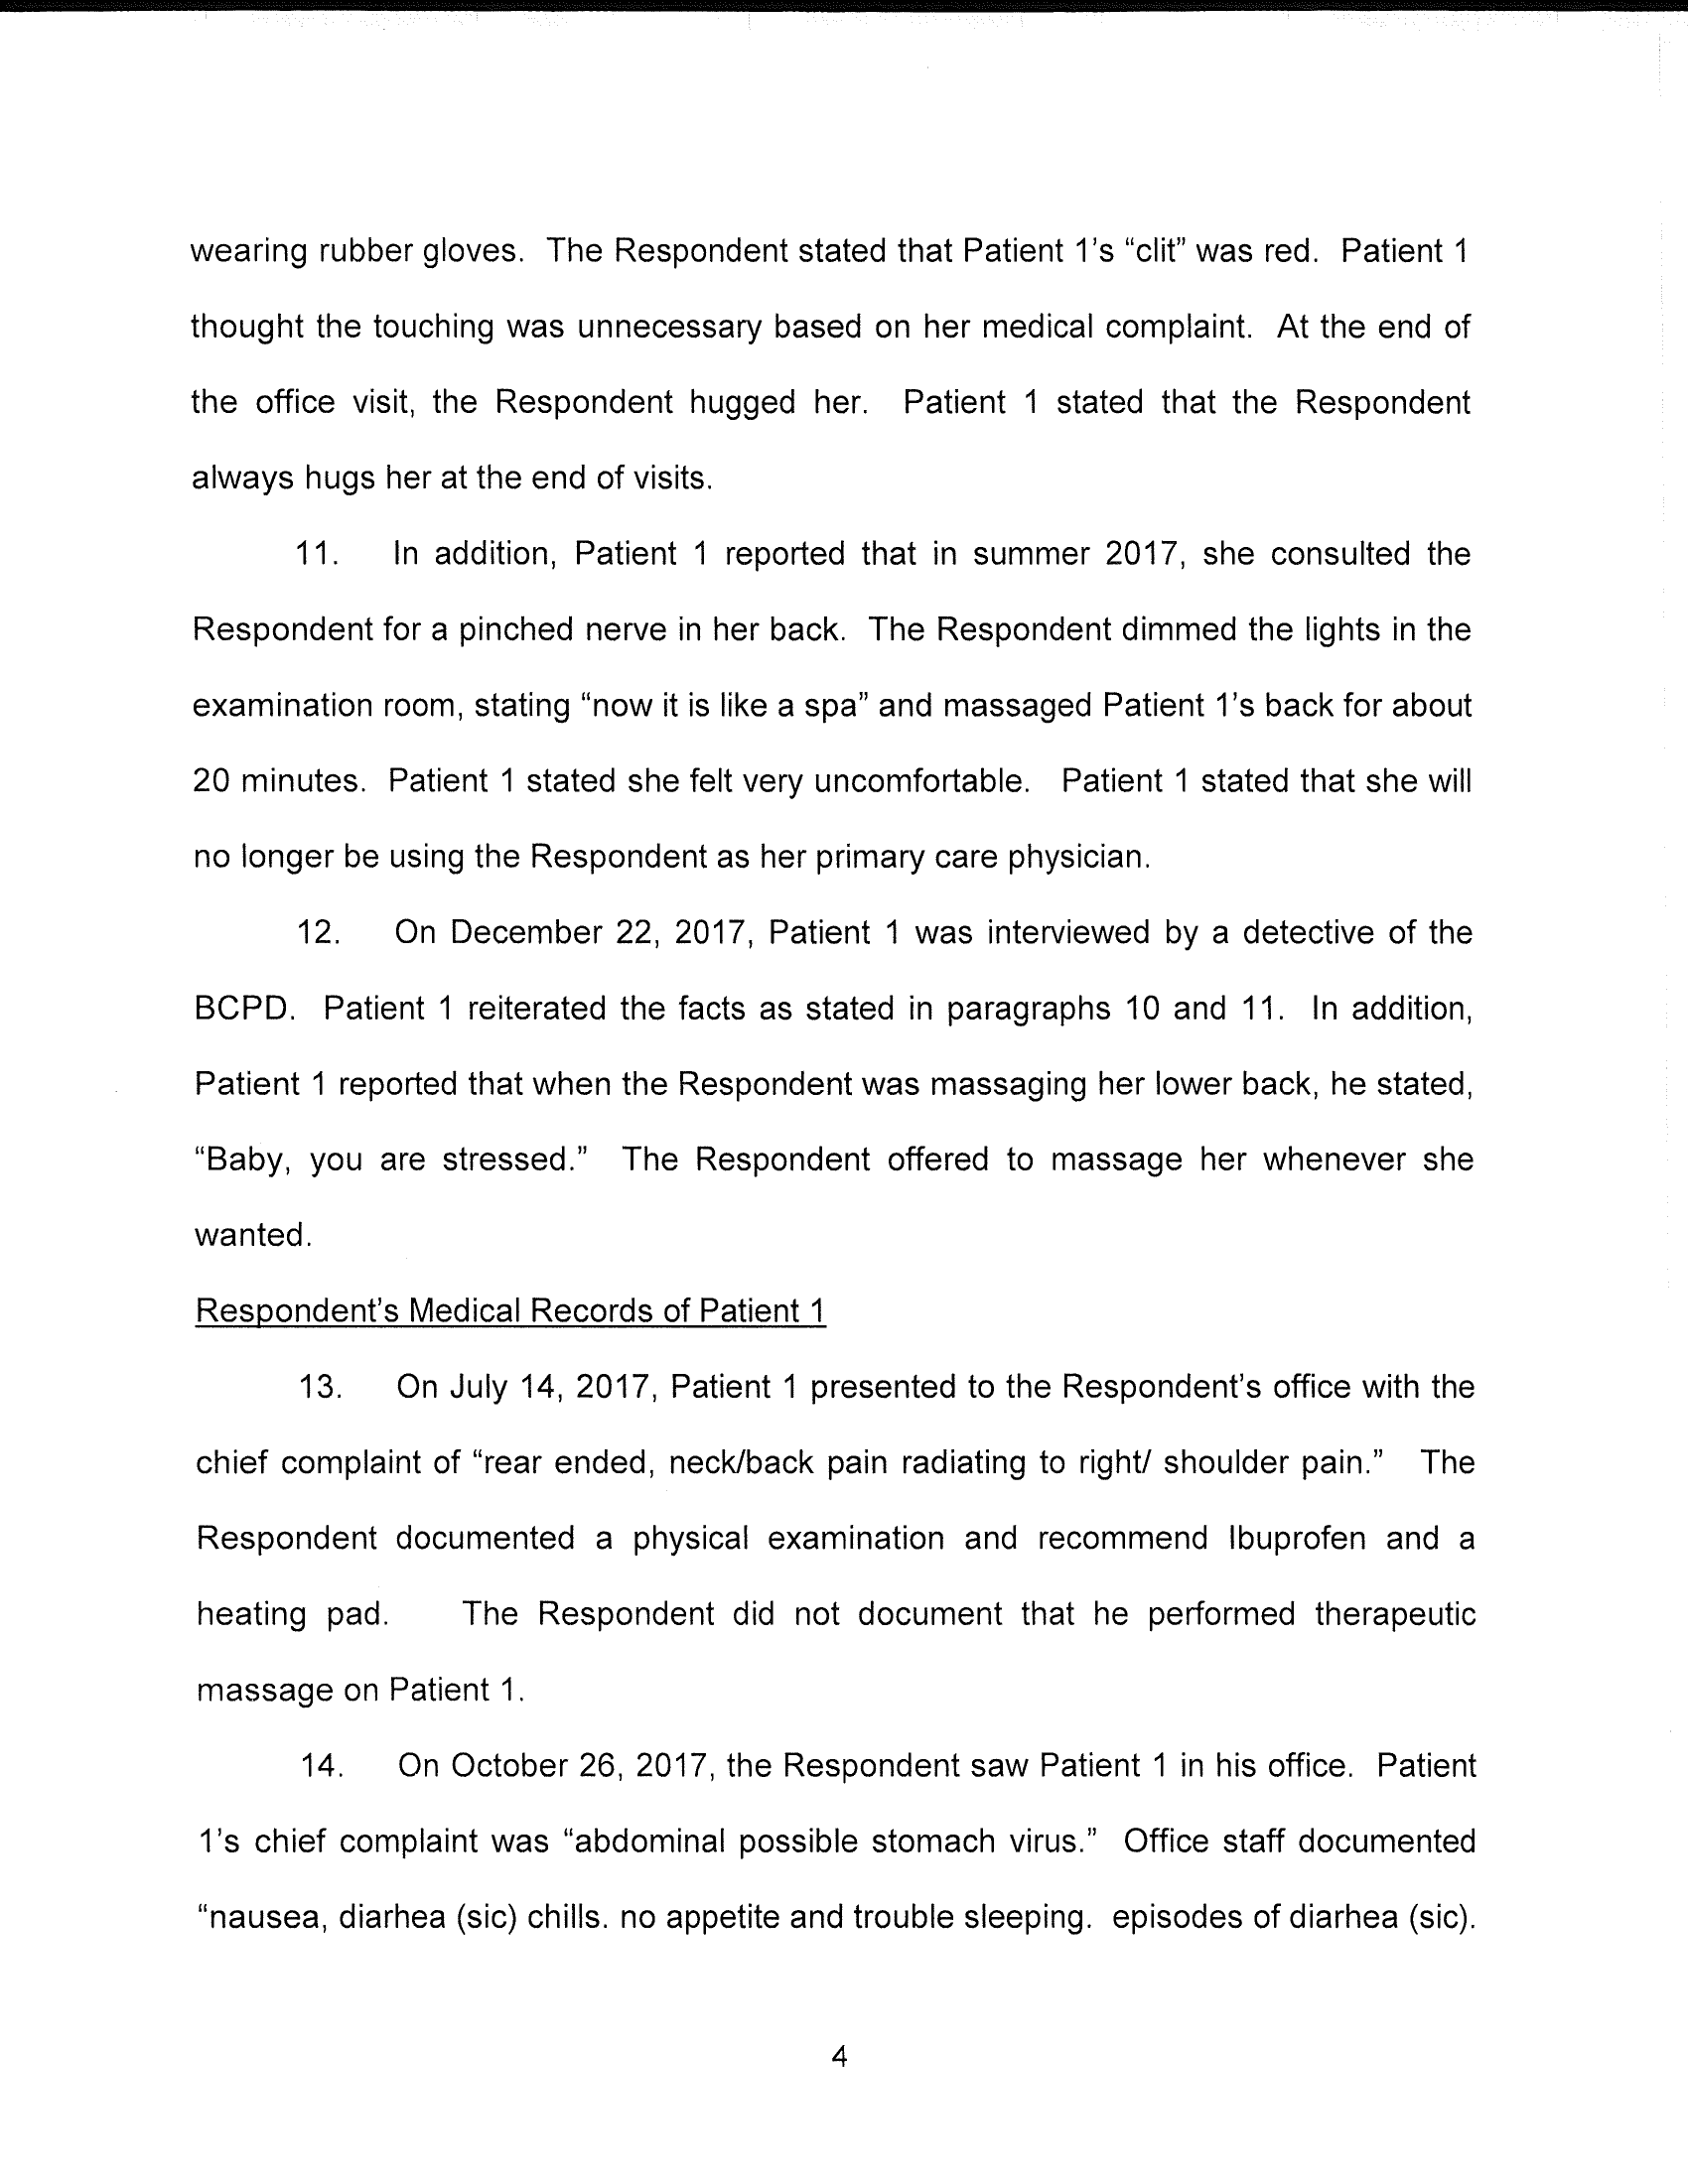 wearing rubber gloves. The Respondent stated that Patient 1's “clit” was red. Patient 1
thought the touching was unnecessary based on her medical complaint. At the end of
the office visit, the Respondent hugged her. Patient 1 stated that the Respondent
always hugs her at the end of visits.
11. In addition, Patient 1 reported that in summer 2017, she consulted the
Respondent for a pinched nerve in her back. The Respondent dimmed the lights in the
examination room, stating “now it is like a spa” and massaged Patient 1's back for about
20 minutes. Patient 1 stated she felt very uncomfortable. Patient 1 stated that she will
no longer be using the Respondent as her primary care physician.
12. On December 22, 2017, Patient 1 was interviewed by a detective of the
BCPD. Patient 1 reiterated the facts as stated in paragraphs 10 and 11. In addition,
Patient 1 reported that when the Respondent was massaging her lower back, he stated,
“Baby, you are stressed.” The Respondent offered to massage her whenever she
wanted.
Respondent's Medical Records of Patient 1
13. On July 14, 2017, Patient 1 presented to the Respondent's office with the
chief complaint of “rear ended, neck/back pain radiating to right/ shoulder pain.” The
Respondent documented a physical examination and recommend Ibuprofen and a
heating pad. The Respondent did not document that he performed therapeutic
massage on Patient 1.
14. On October 26, 2017, the Respondent saw Patient 1 in his office. Patient
1's chief complaint was “abdominal possible stomach virus.” Office staff documented
“nausea, diarhea (sic) chills. no appetite and trouble sleeping. episodes of diarhea (sic).
4